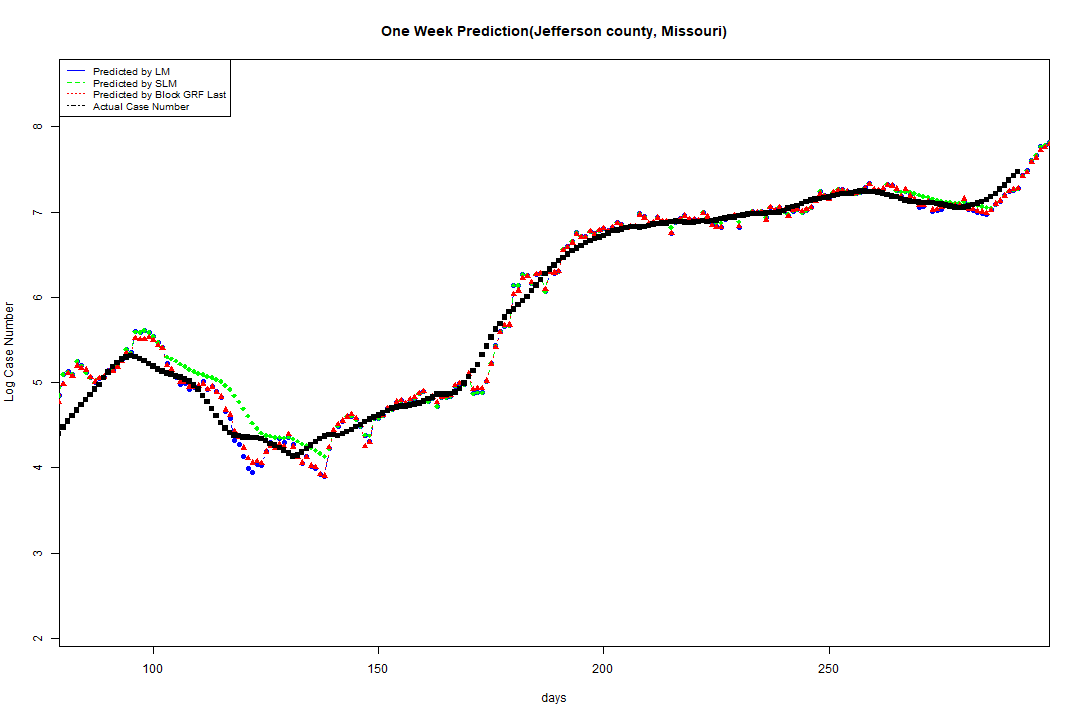 One Week Prediction(Jefferson county, Missouri)
Predicted by LM
Predicted by SLM
Predicted by Block GRF Last
Actual Case Number
Log Case Number
8
7
6
5
4
3
2
100 150 200 250
days